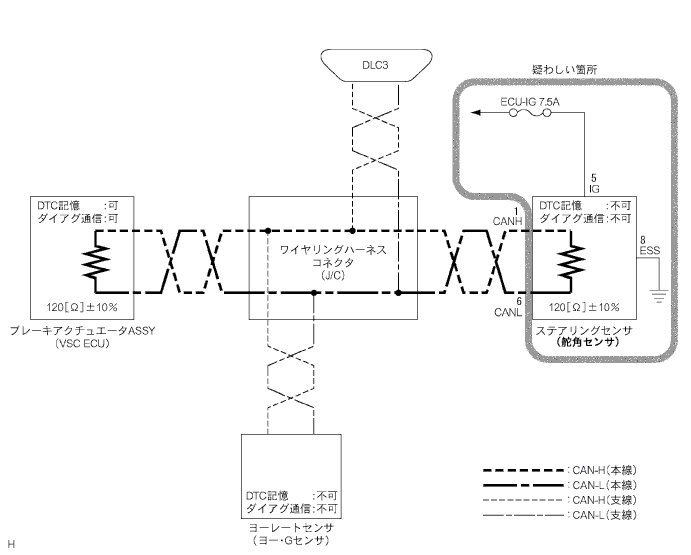 DLC3
疑わしい箇所
ECU-IG 7.5A
5
IG
DTC記憶 :可
ダイアグ通信:可
120[Ω]±10%
ブレーキアクチュエータASSY
(VSC ECU)
ワイヤリングハーネス
コネクタ
(J/C)
1
CANH
6
CANL
DTC記憶 :不可
ダイアグ通信:不可
120[Ω]±10%
8
ESS
ステアリングセンサ
(舵角センサ)
DTC記憶 :不可
ダイアグ通信:不可
ヨーレートセンサ
(ヨー・Gセンサ)
:CAN-H(本線)
:CAN-L(本線)
:CAN-H(支線)
:CAN-L(支線)
H